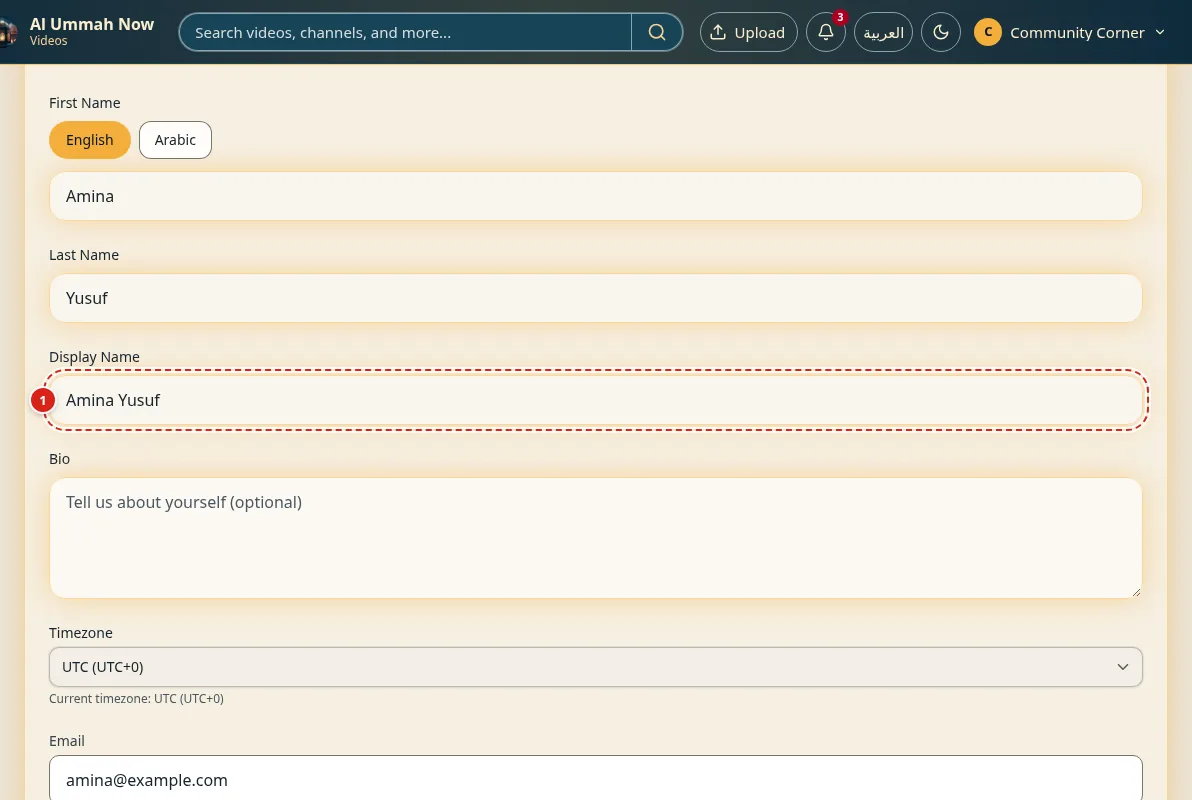 Al Ummah Now
Videos
Search videos, channels, and more...
Upload
3
العربية
C
Community Corner
First Name
English
Arabic
Amina
Last Name
Yusuf
Display Name
1
Amina Yusuf
Bio
Tell us about yourself (optional)
Timezone
UTC (UTC+0)
Current timezone: UTC (UTC+0)
Email
amina@example.com